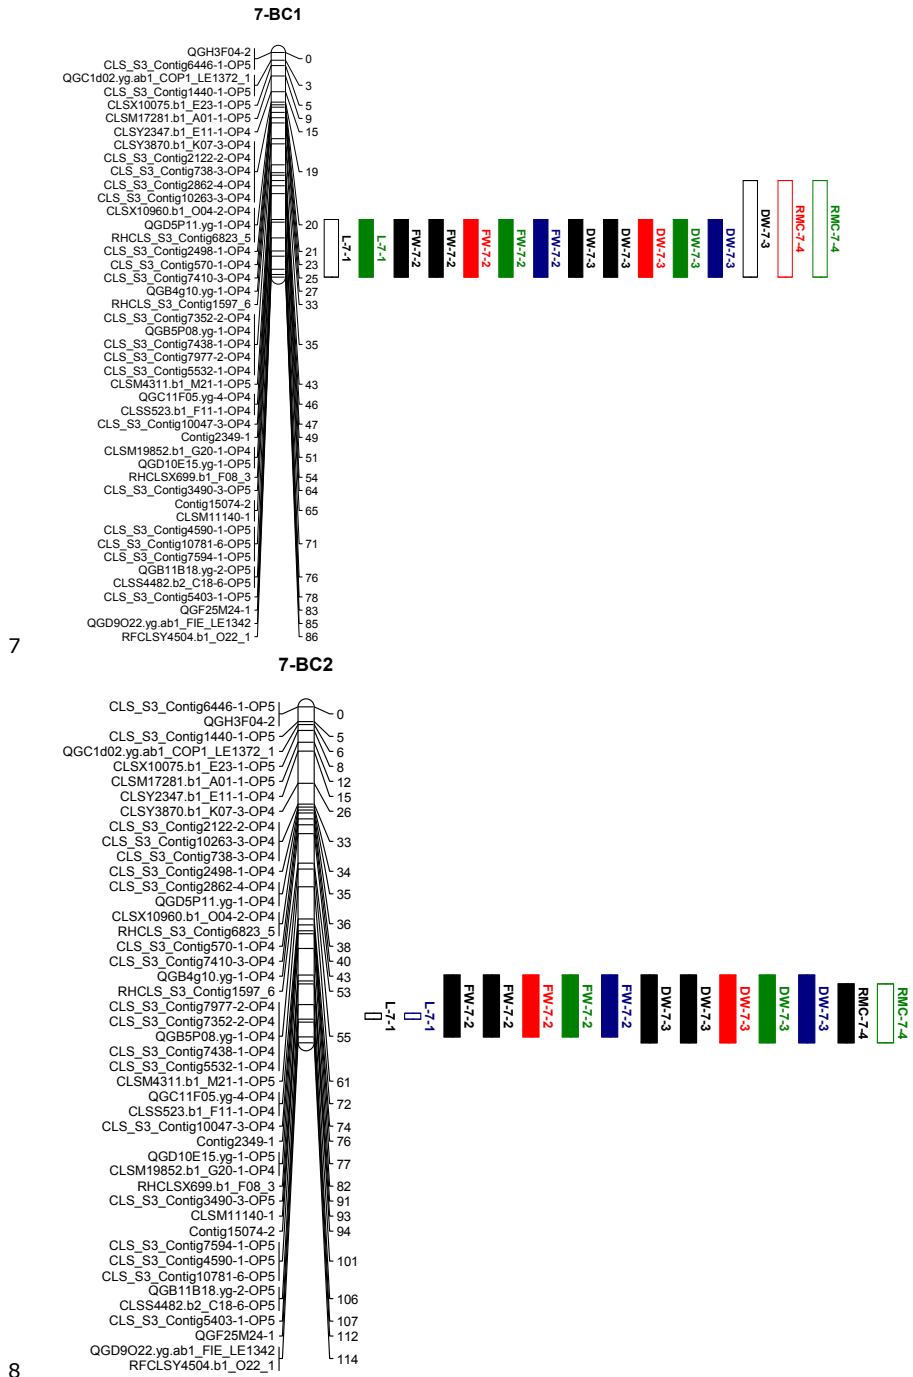 7-BC1
QGH3F04-2
CLS_S3_Contig6446-1-OP5
QGC1d02.yg.ab1_COP1_LE1372_1
CLS_S3_Contig1440-1-OP5
CLSX10075.b1_E23-1-OP5
CLSM17281.b1_A01-1-OP5
CLSY2347.b1_E11-1-OP4
CLSY3870.b1_K07-3-OP4
CLS_S3_Contig2122-2-OP4
CLS_S3_Contig738-3-OP4
CLS_S3_Contig2862-4-OP4
CLS_S3_Contig10263-3-OP4
CLSX10960.b1_O04-2-OP4
QGD5P11.yg-1-OP4
RHCLS_S3_Contig6823_5
CLS_S3_Contig2498-1-OP4
CLS_S3_Contig570-1-OP4
CLS_S3_Contig7410-3-OP4
QGB4g10.yg-1-OP4
RHCLS_S3_Contig1597_6
CLS_S3_Contig7352-2-OP4
QGB5P08.yg-1-OP4
CLS_S3_Contig7438-1-OP4
CLS_S3_Contig7977-2-OP4
CLS_S3_Contig5532-1-OP4
CLSM4311.b1_M21-1-OP5
QGC11F05.yg-4-OP4
CLSS523.b1_F11-1-OP4
CLS_S3_Contig10047-3-OP4
Contig2349-1
CLSM19852.b1_G20-1-OP4
QGD10E15.yg-1-OP5
RHCLSX699.b1_F08_3
CLS_S3_Contig3490-3-OP5
Contig15074-2
CLSM11140-1
CLS_S3_Contig4590-1-OP5
CLS_S3_Contig10781-6-OP5
CLS_S3_Contig7594-1-OP5
QGB11B18.yg-2-OP5
CLSS4482.b2_C18-6-OP5
CLS_S3_Contig5403-1-OP5
QGF25M24-1
QGD9O22.yg.ab1_FIE_LE1342
RFCLSY4504.b1_O22_1
0
3
5
9
15
19
20
21
23
25
27
33
35
43
46
47
49
51
54
64
65
71
76
78
83
85
86
L-7-1
L-7-1
FW-7-2
FW-7-2
FW-7-2
FW-7-2
FW-7-2
DW-7-3
DW-7-3
DW-7-3
DW-7-3
DW-7-3
DW-7-3
RMC-7-4
RMC-7-4
7
7-BC2
CLS_S3_Contig6446-1-OP5
QGH3F04-2
CLS_S3_Contig1440-1-OP5
QGC1d02.yg.ab1_COP1_LE1372_1
CLSX10075.b1_E23-1-OP5
CLSM17281.b1_A01-1-OP5
CLSY2347.b1_E11-1-OP4
CLSY3870.b1_K07-3-OP4
CLS_S3_Contig2122-2-OP4
CLS_S3_Contig10263-3-OP4
CLS_S3_Contig738-3-OP4
CLS_S3_Contig2498-1-OP4
CLS_S3_Contig2862-4-OP4
QGD5P11.yg-1-OP4
CLSX10960.b1_O04-2-OP4
RHCLS_S3_Contig6823_5
CLS_S3_Contig570-1-OP4
CLS_S3_Contig7410-3-OP4
QGB4g10.yg-1-OP4
RHCLS_S3_Contig1597_6
CLS_S3_Contig7977-2-OP4
CLS_S3_Contig7352-2-OP4
QGB5P08.yg-1-OP4
CLS_S3_Contig7438-1-OP4
CLS_S3_Contig5532-1-OP4
CLSM4311.b1_M21-1-OP5
QGC11F05.yg-4-OP4
CLSS523.b1_F11-1-OP4
CLS_S3_Contig10047-3-OP4
Contig2349-1
QGD10E15.yg-1-OP5
CLSM19852.b1_G20-1-OP4
RHCLSX699.b1_F08_3
CLS_S3_Contig3490-3-OP5
CLSM11140-1
Contig15074-2
CLS_S3_Contig7594-1-OP5
CLS_S3_Contig4590-1-OP5
CLS_S3_Contig10781-6-OP5
QGB11B18.yg-2-OP5
CLSS4482.b2_C18-6-OP5
CLS_S3_Contig5403-1-OP5
QGF25M24-1
QGD9O22.yg.ab1_FIE_LE1342
RFCLSY4504.b1_O22_1
0
5
6
8
12
15
26
33
34
35
36
38
40
43
53
55
61
72
74
76
77
82
91
93
94
101
106
107
112
114
L-7-1
L-7-1
FW-7-2
FW-7-2
FW-7-2
FW-7-2
FW-7-2
DW-7-3
DW-7-3
DW-7-3
DW-7-3
DW-7-3
RMC-7-4
RMC-7-4
8